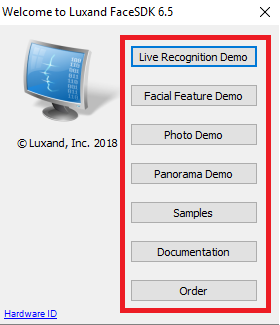 Welcome to Luxand FaceSDK 6.5
Live Recognition Demo
Facial Feature Demo
Photo Demo
© Luxand, Inc. 2018
Panorama Demo
Samples
Documentation
Order
Hardware ID